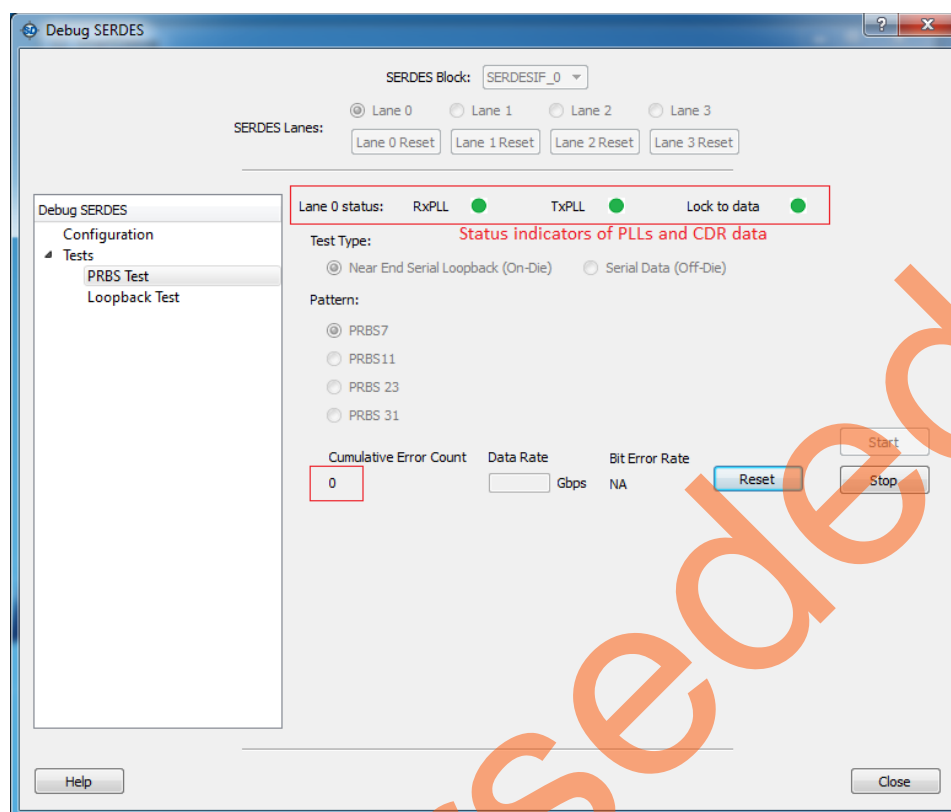 Debug SERDES
? X
SERDES Block: SERDESIF_0
SERDES Lanes: Lane 0 Lane 1 Lane 2 Lane 3
Lane 0 Reset Lane 1 Reset Lane 2 Reset Lane 3 Reset
Debug SERDES
Configuration
Tests
PRBS Test
Loopback Test
Lane 0 status: RxPLL TxPLL Lock to data
Status indicators of PLLs and CDR data
Test Type:
Near End Serial Loopback (On-Die) Serial Data (Off-Die)
Pattern:
PRBS7
PRBS11
PRBS 23
PRBS 31
Cumulative Error Count Data Rate Bit Error Rate
0 Gbps NA Reset
Start
Stop
Help Close
seded